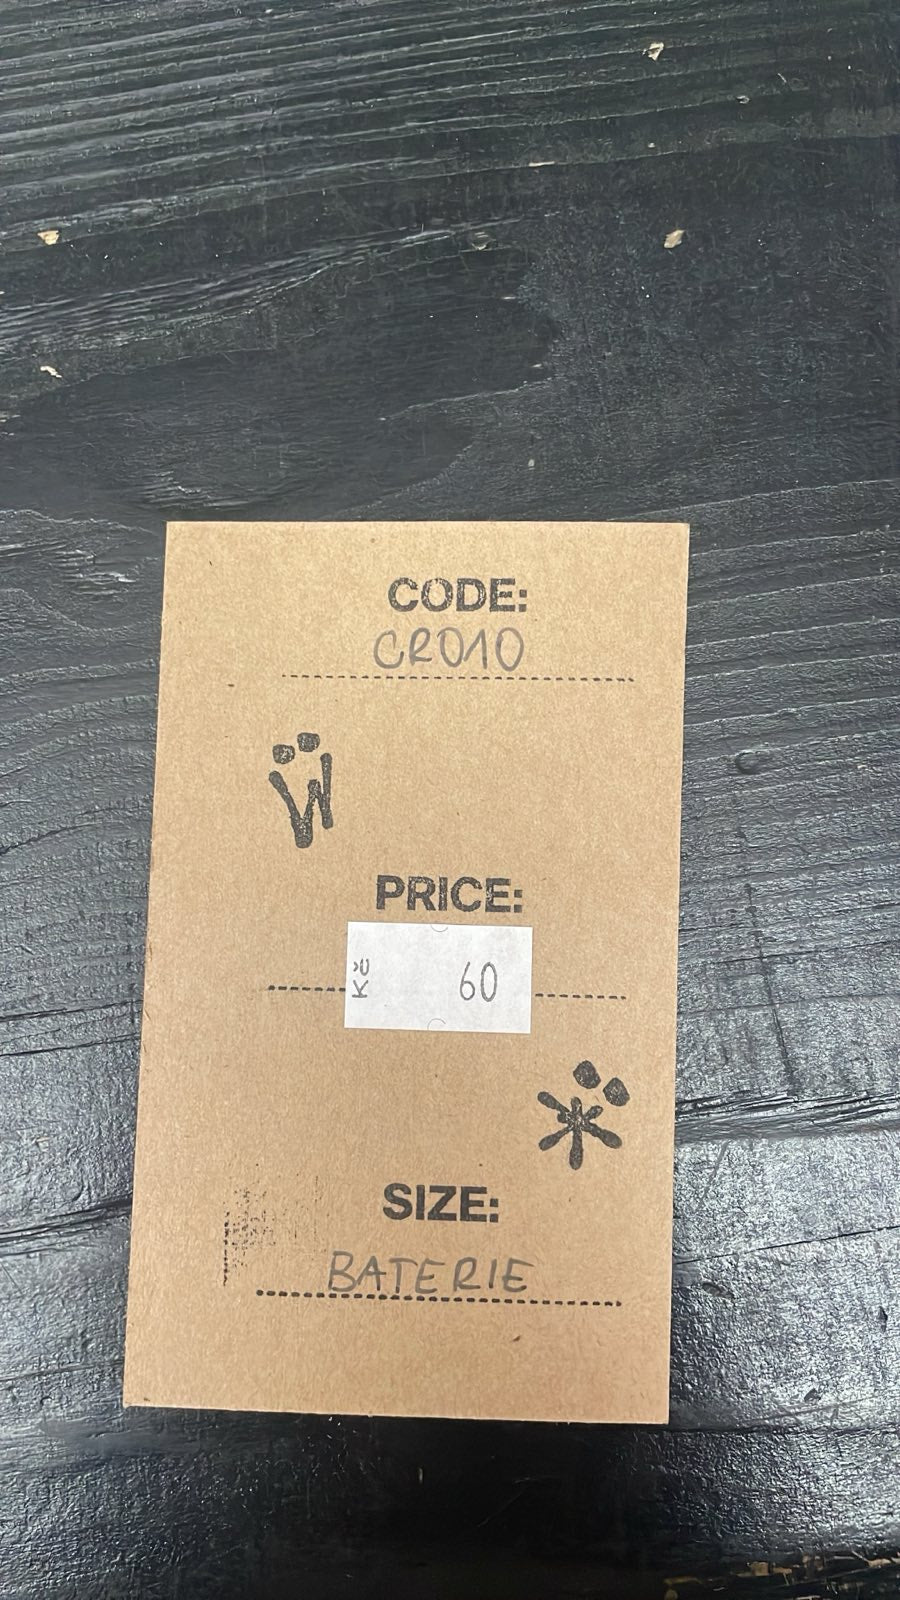 CODE:
CR010
PRICE:
Kč 60
SIZE:
BATERIE